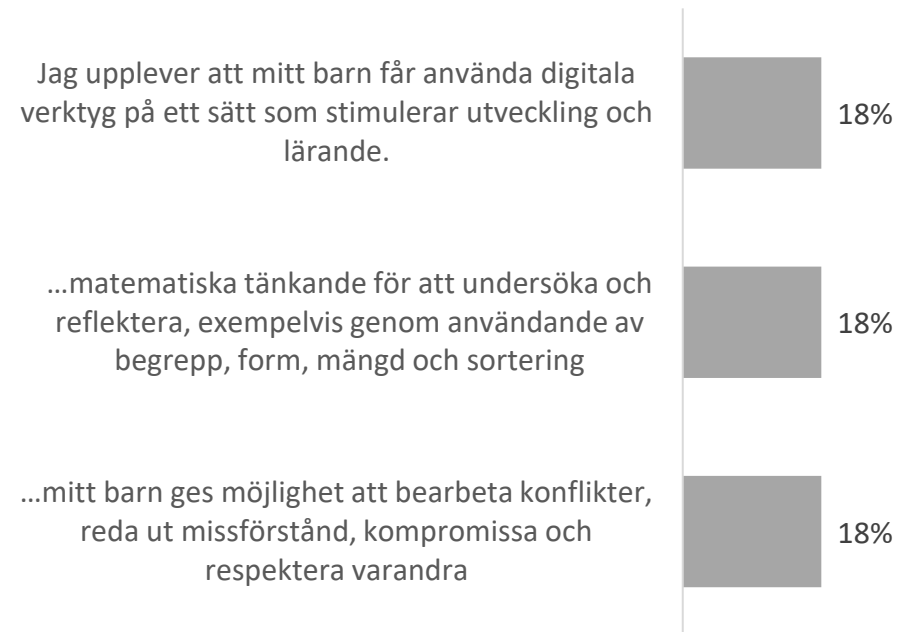 Jag upplever att mitt barn får använda digitala
verktyg på ett sätt som stimulerar utveckling och
lärande.
18%
…matematiska tänkande för att undersöka och
reflektera, exempelvis genom användande av
begrepp, form, mängd och sortering
18%
…mitt barn ges möjlighet att bearbeta konflikter,
reda ut missförstånd, kompromissa och
respektera varandra
18%